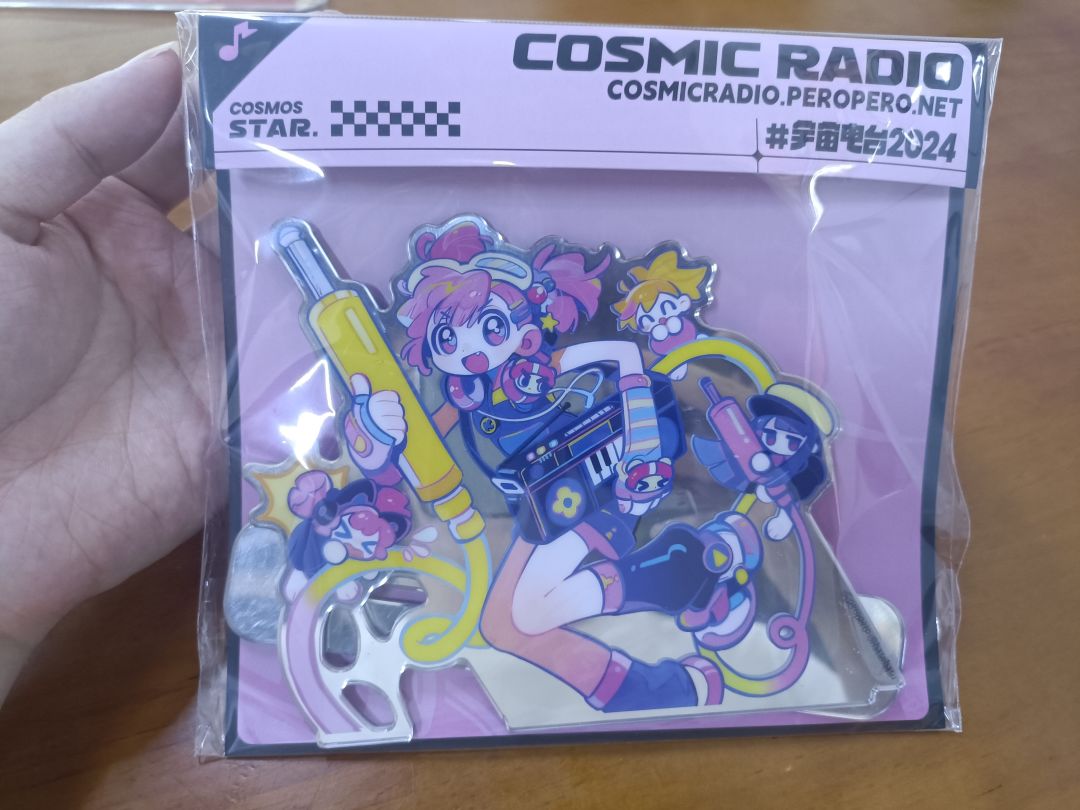 COSMIC RADIO
COSMICRADIO.PEROPERO.NET
COSMOS
STAR.
#宇宙电台2024